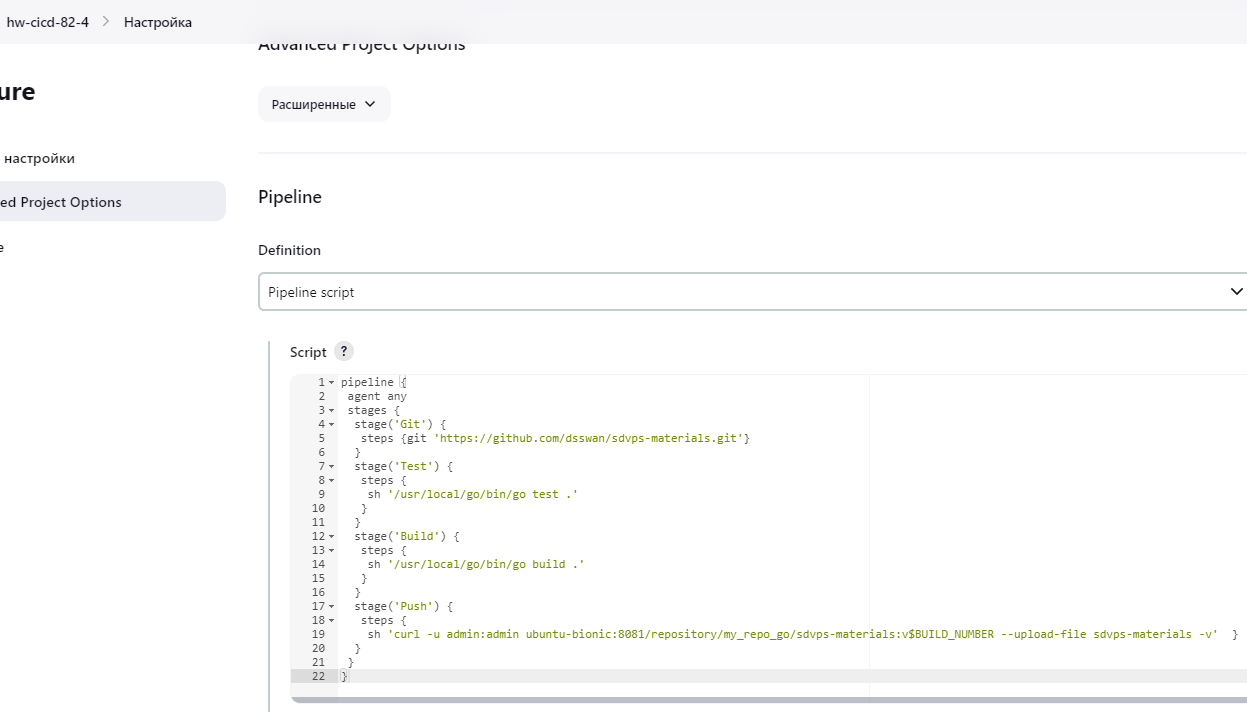 hw-cicd-82-4 > Настройка
Advanced Project Options
ure
Расширенные
настройки
ed Project Options
Pipeline
e
Definition
Pipeline script
Script ?
1 pipeline {
2 agent any
3 stages {
4 stage('Git') {
5 steps {git 'https://github.com/dsswan/sdvps-materials.git'}
6 }
7 stage('Test') {
8 steps {
9 sh '/usr/local/go/bin/go test .'
10 }
11 }
12 stage('Build') {
13 steps {
14 sh '/usr/local/go/bin/go build .'
15 }
16 }
17 stage('Push') {
18 steps {
19 sh 'curl -u admin:admin ubuntu-bionic:8081/repository/my_repo_go/sdvps-materials:v$BUILD_NUMBER --upload-file sdvps-materials -v' }
20 }
21 }
22 }